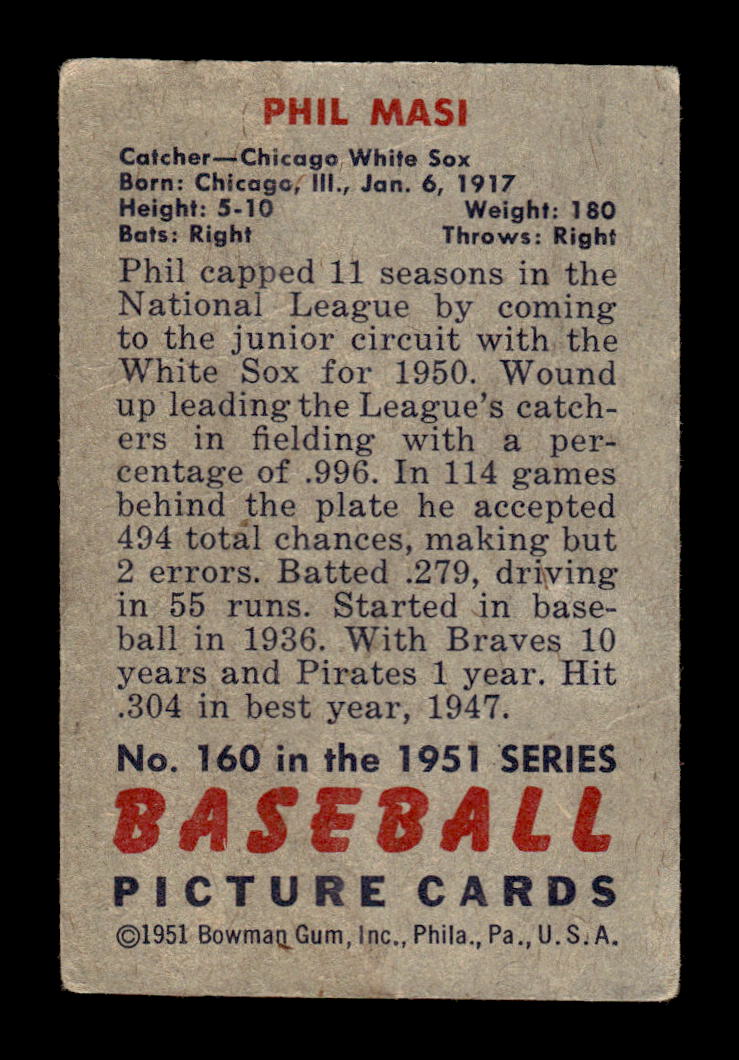 PHIL MASI
Catcher—Chicago White Sox
Born: Chicago, Ill., Jan. 6, 1917
Height: 5-10 Weight: 180
Bats: Right Throws: Right
Phil capped 11 seasons in the
National League by coming
to the junior circuit with the
White Sox for 1950. Wound
up leading the League's catch-
ers in fielding with a per-
centage of .996. In 114 games
behind the plate he accepted
494 total chances, making but
2 errors. Batted .279, driving
in 55 runs. Started in base-
ball in 1936. With Braves 10
years and Pirates 1 year. Hit
.304 in best year, 1947.
No. 160 in the 1951 SERIES
BASEBALL
PICTURE CARDS
©1951 Bowman Gum, Inc., Phila., Pa., U.S.A.